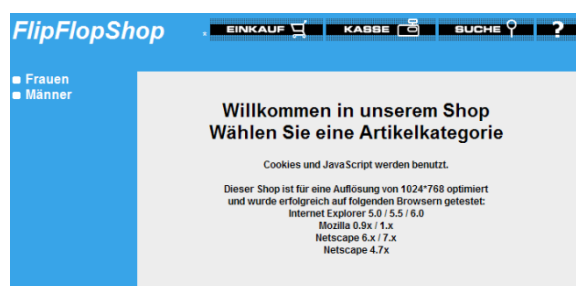 FlipFlopShop
EINKAUF KASSE SUCHE ?
Frauen
Männer
Willkommen in unserem Shop
Wählen Sie eine Artikelkategorie
Cookies und JavaScript werden benutzt.
Dieser Shop ist für eine Auflösung von 1024*768 optimiert
und wurde erfolgreich auf folgenden Browsern getestet:
Internet Explorer 5.0 / 5.5 / 6.0
Mozilla 0.9x / 1.x
Netscape 6.x / 7.x
Netscape 4.7x